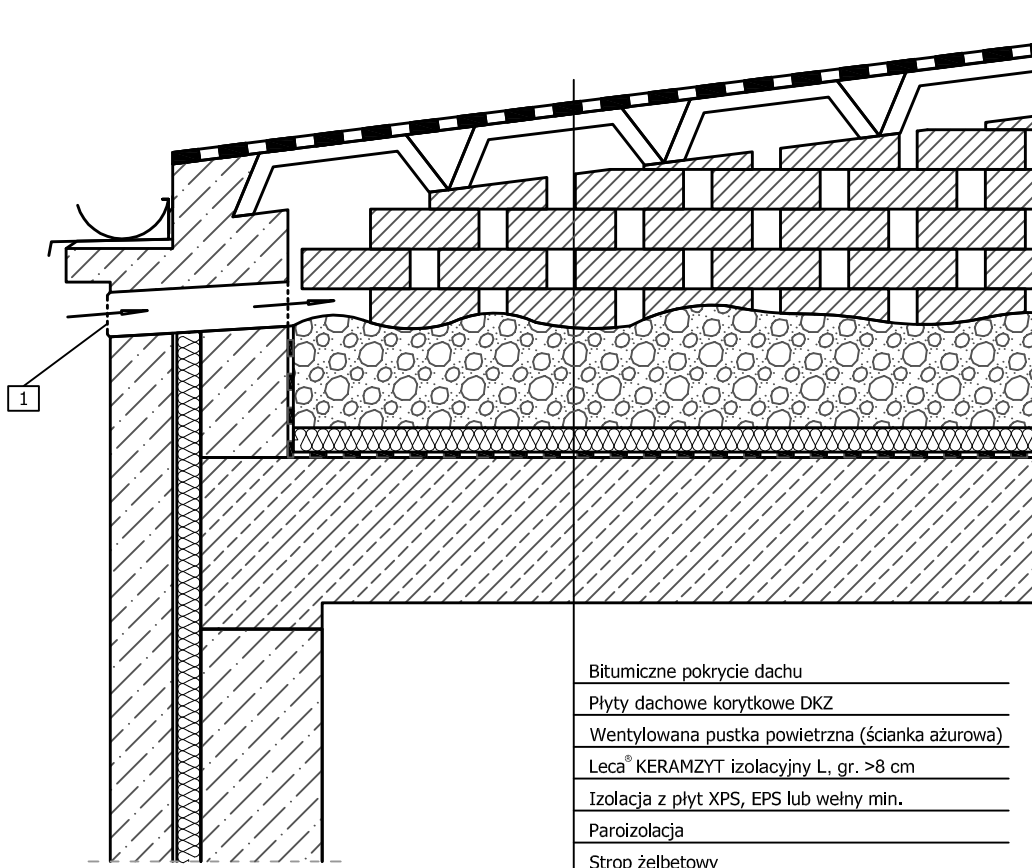 1
Bitumiczne pokrycie dachu
Płyty dachowe korytkowe DKZ
Wentylowana pustka powietrzna (ścianka ażurowa)
Leca® KERAMZYT izolacyjny L, gr. >8 cm
Izolacja z płyt XPS, EPS lub wełny min.
Paroizolacja
Strop żelbetowy